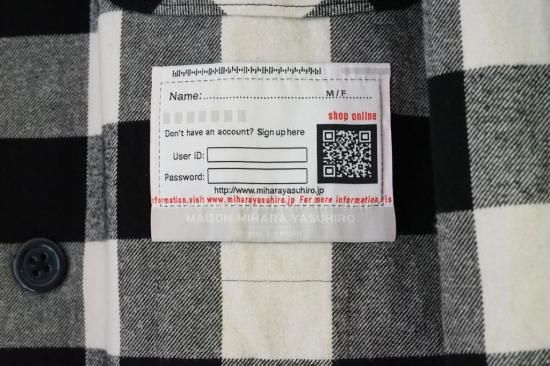 Name:.................................M/F........
shop online
Don't have an account? Sign up here
User ID:
Password:
http://www.miharayasuhiro.jp
formation.visit www.miharayasuhiro.jp For more information.vis
MAISON MIHARA YASUHIRO